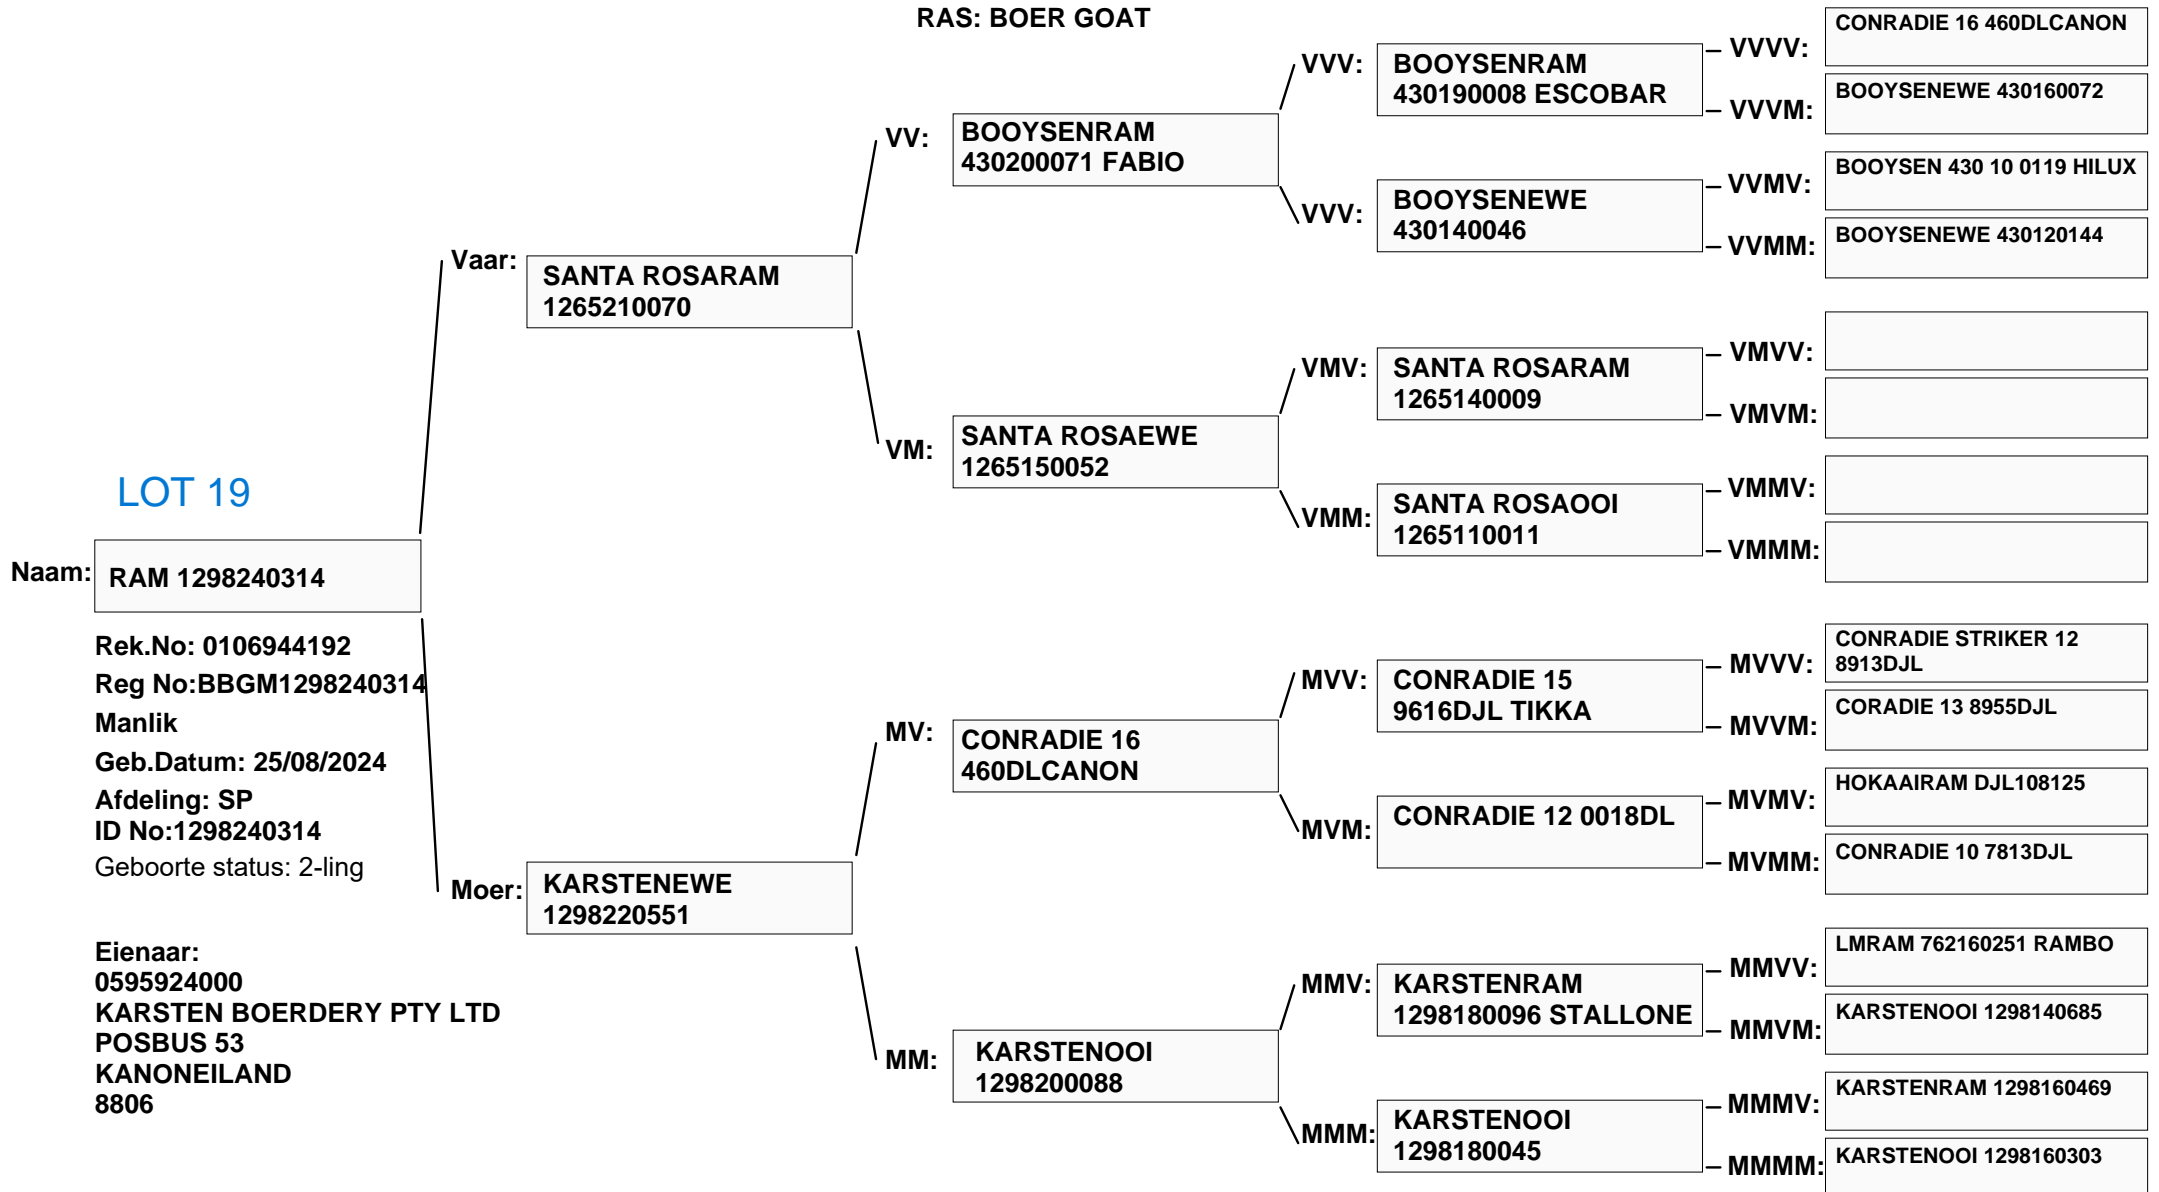 RAS: BOER GOAT
LOT 19
Naam:
RAM 1298240314
Rek.No: 0106944192
Reg No:BBGM1298240314
Manlik
Geb.Datum: 25/08/2024
Afdeling: SP
ID No:1298240314
Geboorte status: 2-ling
Eienaar:
0595924000
KARSTEN BOERDERY PTY LTD
POSBUS 53
KANONEILAND
8806
Vaar:
SANTA ROSARAM
1265210070
Moer:
KARSTENEWE
1298220551
VV:
BOOYSENRAM
430200071 FABIO
VM:
SANTA ROSAEWE
1265150052
MV:
CONRADIE 16
460DLCANON
MM:
KARSTENOOI
1298200088
VVV:
BOOYSENRAM
430190008 ESCOBAR
VVV:
BOOYSENEWE
430140046
VMV:
SANTA ROSARAM
1265140009
VMM:
SANTA ROSAOOI
1265110011
MVV:
CONRADIE 15
9616DJL TIKKA
MVM:
CONRADIE 12 0018DL
MMV:
KARSTENRAM
1298180096 STALLONE
MMM:
KARSTENOOI
1298180045
VVVV:
CONRADIE 16 460DLCANON
VVVM:
BOOYSENEWE 430160072
VVMV:
BOOYSEN 430 10 0119 HILUX
VVMM:
BOOYSENEWE 430120144
VMVV:
VMVM:
VMMV:
VMMM:
MVVV:
CONRADIE STRIKER 12
8913DJL
MVVM:
CORADIE 13 8955DJL
MVMV:
HOKAAIRAM DJL108125
MVMM:
CONRADIE 10 7813DJL
MMVV:
LMRAM 762160251 RAMBO
MMVM:
KARSTENOOI 1298140685
MMMV:
KARSTENRAM 1298160469
MMMM:
KARSTENOOI 1298160303